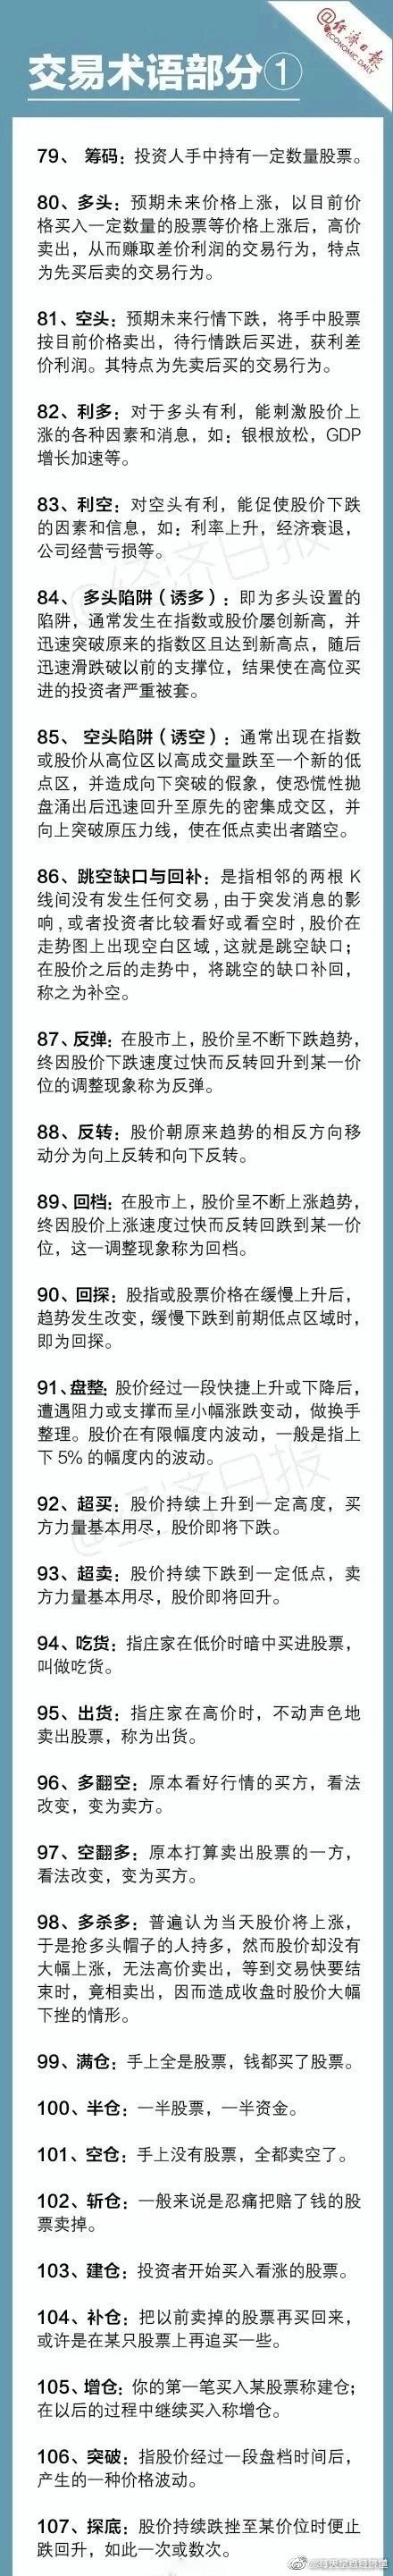 @经济日报
ECONOMIC DAILY
交易术语部分①
79、 筹码：投资人手中持有一定数量股票。
80、多头：预期未来价格上涨，以目前价
格买入一定数量的股票等价格上涨后，高价
卖出，从而赚取差价利润的交易行为，特点
为先买后卖的交易行为。
81、空头：预期未来行情下跌，将手中股票
按目前价格卖出，待行情跌后买进，获利差
价利润。其特点为先卖后买的交易行为。
82、利多：对于多头有利，能刺激股价上
涨的各种因素和消息，如：银根放松，GDP
增长加速等。
83、利空：对空头有利，能促使股价下跌
的因素和信息，如：利率上升，经济衰退，
公司经营亏损等。
84、 多头陷阱（诱多）：即为多头设置的
陷阱，通常发生在指数或股价屡创新高，并
迅速突破原来的指数区且达到新高点，随后
迅速滑跌破以前的支撑位，结果使在高位买
进的投资者严重被套。
85、 空头陷阱（诱空）：通常出现在指数
或股价从高位区以高成交量跌至一个新的低
点区，并造成向下突破的假象，使恐慌性抛
盘涌出后迅速回升至原先的密集成交区，并
向上突破原压力线，使在低点卖出者踏空。
86、跳空缺口与回补：是指相邻的两根 K
线间没有发生任何交易,由于突发消息的影
响,或者投资者比较看好或看空时,股价在
走势图上出现空白区域,这就是跳空缺口；
在股价之后的走势中，将跳空的缺口补回，
称之为补空。
87、反弹：在股市上，股价呈不断下跌趋势，
终因股价下跌速度过快而反转回升到某一价
位的调整现象称为反弹。
88、反转：股价朝原来趋势的相反方向移
动分为向上反转和向下反转。
89、回档：在股市上，股价呈不断上涨趋势，
终因股价上涨速度过快而反转回跌到某一价
位，这一调整现象称为回档。
90、回探：股指或股票价格在缓慢上升后，
趋势发生改变，缓慢下跌到前期低点区域时，
即为回探。
91、盘整：股价经过一段快捷上升或下降后，
遭遇阻力或支撑而呈小幅涨跌变动，做换手
整理。股价在有限幅度内波动，一般是指上
下 5% 的幅度内的波动。
92、超买：股价持续上升到一定高度，买
方力量基本用尽，股价即将下跌。
93、超卖：股价持续下跌到一定低点，卖
方力量基本用尽，股价即将回升。
94、吃货：指庄家在低价时暗中买进股票，
叫做吃货。
95、出货：指庄家在高价时，不动声色地
卖出股票，称为出货。
96、多翻空：原本看好行情的买方，看法
改变，变为卖方。
97、空翻多：原本打算卖出股票的一方，
看法改变，变为买方。
98、多杀多：普遍认为当天股价将上涨，
于是抢多头帽子的人持多，然而股价却没有
大幅上涨，无法高价卖出，等到交易快要结
束时，竟相卖出，因而造成收盘时股价大幅
下挫的情形。
99、满仓：手上全是股票，钱都买了股票。
100、半仓：一半股票，一半资金。
101、空仓：手上没有股票，全都卖空了。
102、斩仓：一般来说是忍痛把赔了钱的股
票卖掉。
103、建仓：投资者开始买入看涨的股票。
104、补仓：把以前卖掉的股票再买回来，
或许是在某只股票上再追买一些。
105、增仓：你的第一笔买入某股票称建仓；
在以后的过程中继续买入称增仓。
106、突破：指股价经过一段盘档时间后，
产生的一种价格波动。
107、探底：股价持续跌挫至某价位时便止
跌回升，如此一次或数次。